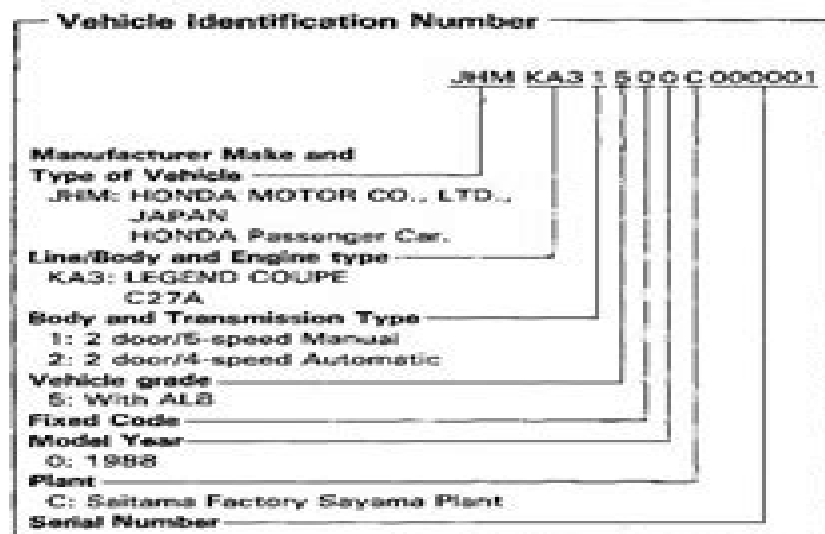 Vehicle Identification Number
JHM KA3 1 5 0 0 C 000001
Manufacturer Make and
Type of Vehicle
JHM: HONDA MOTOR CO., LTD.,
JAPAN
HONDA Passenger Car.
Line/Body and Engine type
KA3: LEGEND COUPE
C27A
Body and Transmission Type
1: 2 door/5-speed Manual
2: 2 door/4-speed Automatic
Vehicle grade
5: With ALB
Fixed Code
Model Year
0: 1988
Plant
C: Saitama Factory Sayama Plant
Serial Number